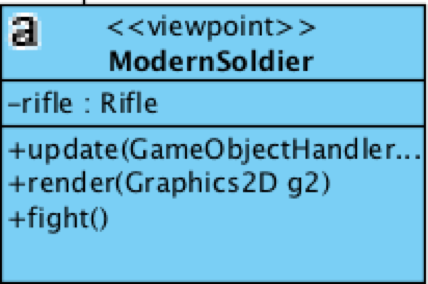 a
<<viewpoint>>
ModernSoldier
-rifle : Rifle
+update(GameObjectHandler...
+render(Graphics2D g2)
+fight()